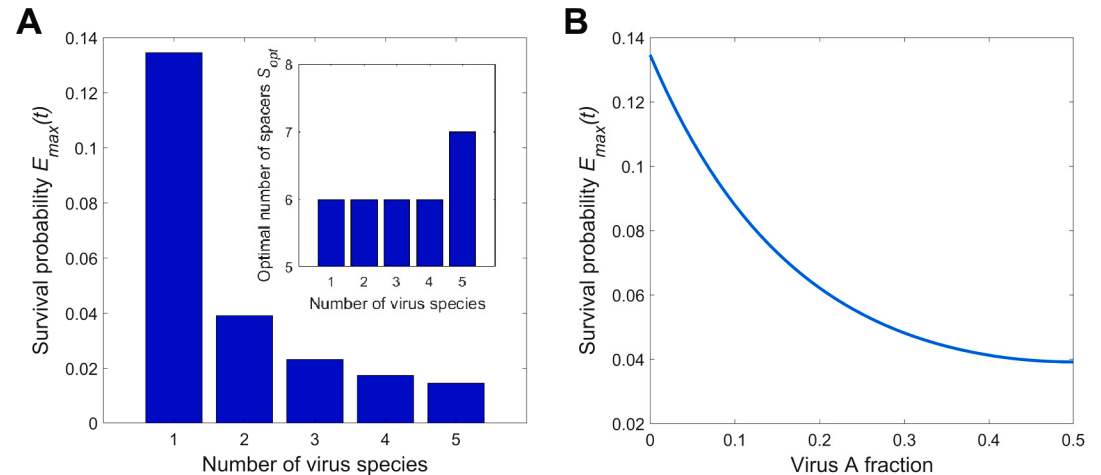 A
Survival probability E_max(t)
0.14
0.12
0.1
0.08
0.06
0.04
0.02
0
1 2 3 4 5
Number of virus species
Optimal number of spacers S_opt
8
7
6
5
1 2 3 4 5
Number of virus species
B
Survival probability E_max(t)
0.14
0.12
0.1
0.08
0.06
0.04
0.02
0 0.1 0.2 0.3 0.4 0.5
Virus A fraction